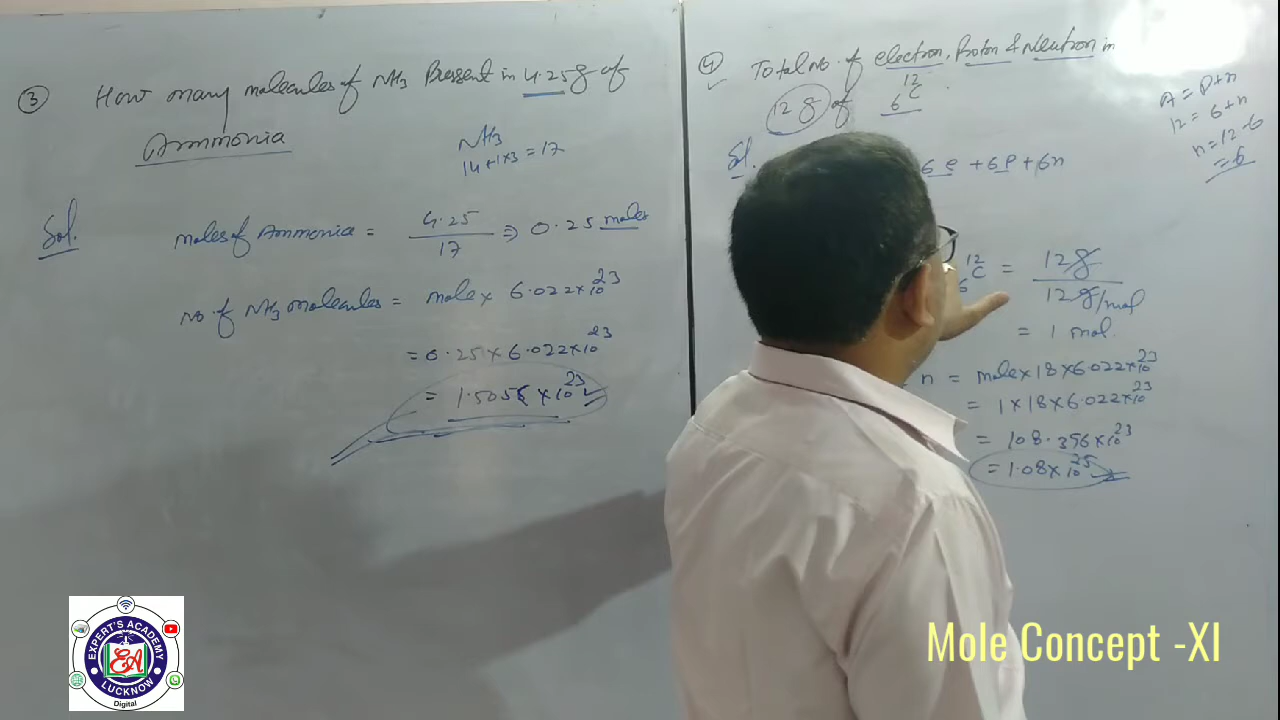 ③ How many molecules of NH3 Present in 4.25g of
Ammonia
NH3
14+1×3 = 17
Sol.
moles of Ammonia = 4.25 / 17 ⇒ 0.25 moles
No of NH3 molecules = mole × 6.022×10^23
= 0.25 × 6.022×10^23
= 1.5055 × 10^23
④ Total No. of electron, Proton & Neutron in
12 g of 12 6 C.
A = P+n
12 = 6+n
n = 12-6
= 6
Sol.
6e + 6P + 6n
12 6 C = 12g / 12g/mol
= 1 mol.
n = mole×18×6.022×10^23
= 1×18×6.022×10^23
= 108.396×10^23
= 1.08×10^25
EXPERT'S ACADEMY
EA
LUCKNOW
Digital
Mole Concept -XI